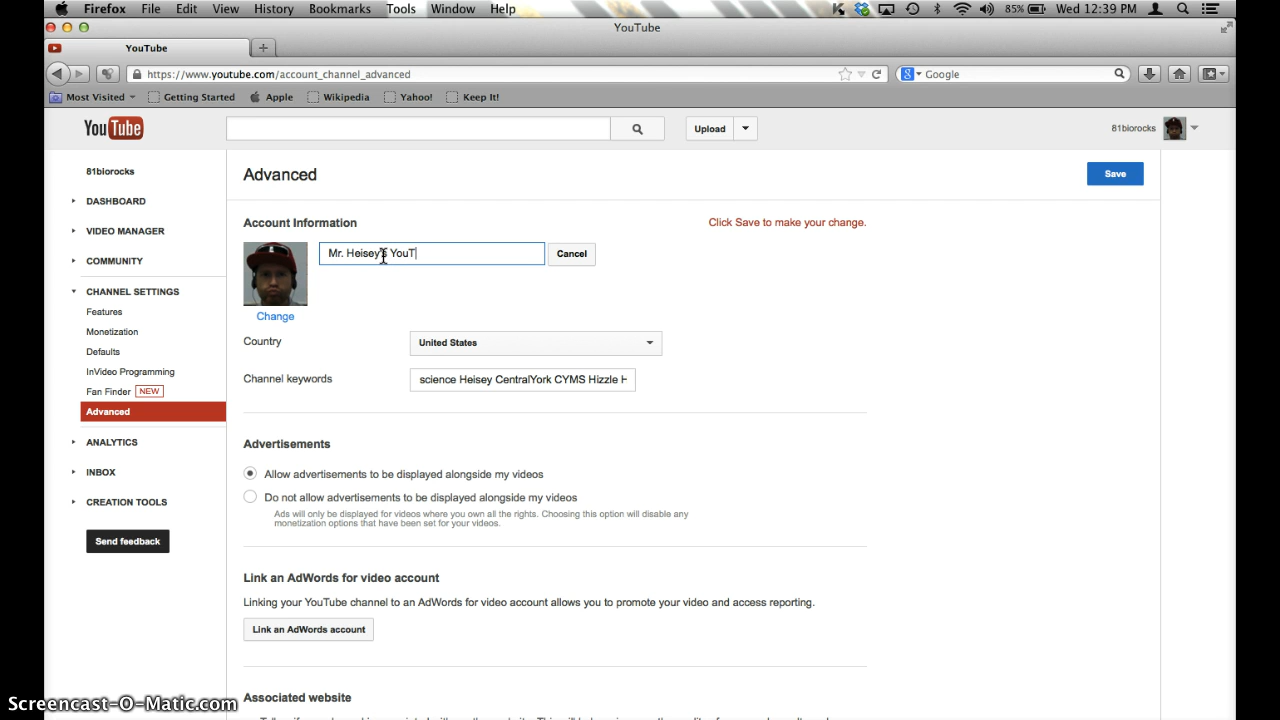 Firefox File Edit View History Bookmarks Tools Window Help 85% Wed 12:39 PM
YouTube
YouTube
https://www.youtube.com/account_channel_advanced Google
Most Visited Getting Started Apple Wikipedia Yahoo! Keep It!
YouTube Upload 81biorocks
81biorocks
Advanced Save
DASHBOARD
Account Information Click Save to make your change.
VIDEO MANAGER
Mr. Heisey's YouT Cancel
COMMUNITY
CHANNEL SETTINGS
Features Change
Monetization
Country United States
Defaults
InVideo Programming
Channel keywords science Heisey CentralYork CYMS Hizzle H
Fan Finder NEW
Advanced
ANALYTICS Advertisements
INBOX Allow advertisements to be displayed alongside my videos
CREATION TOOLS Do not allow advertisements to be displayed alongside my videos
Ads will only be displayed for videos where you own all the rights. Choosing this option will disable any
monetization options that have been set for your videos.
Send feedback
Link an AdWords for video account
Linking your YouTube channel to an AdWords for video account allows you to promote your video and access reporting.
Link an AdWords account
Associated website
Screencast-O-Matic.com